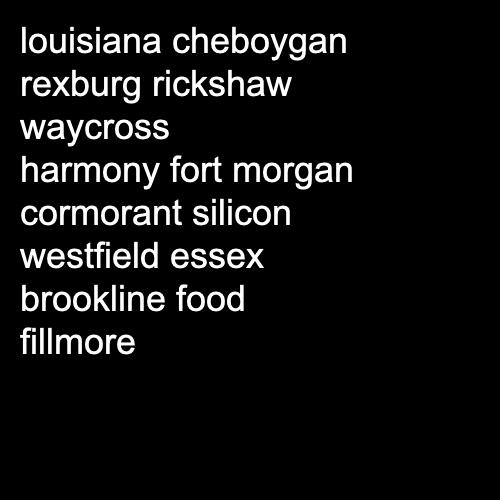 louisiana cheboygan
rexburg rickshaw
waycross
harmony fort morgan
cormorant silicon
westfield essex
brookline food
fillmore